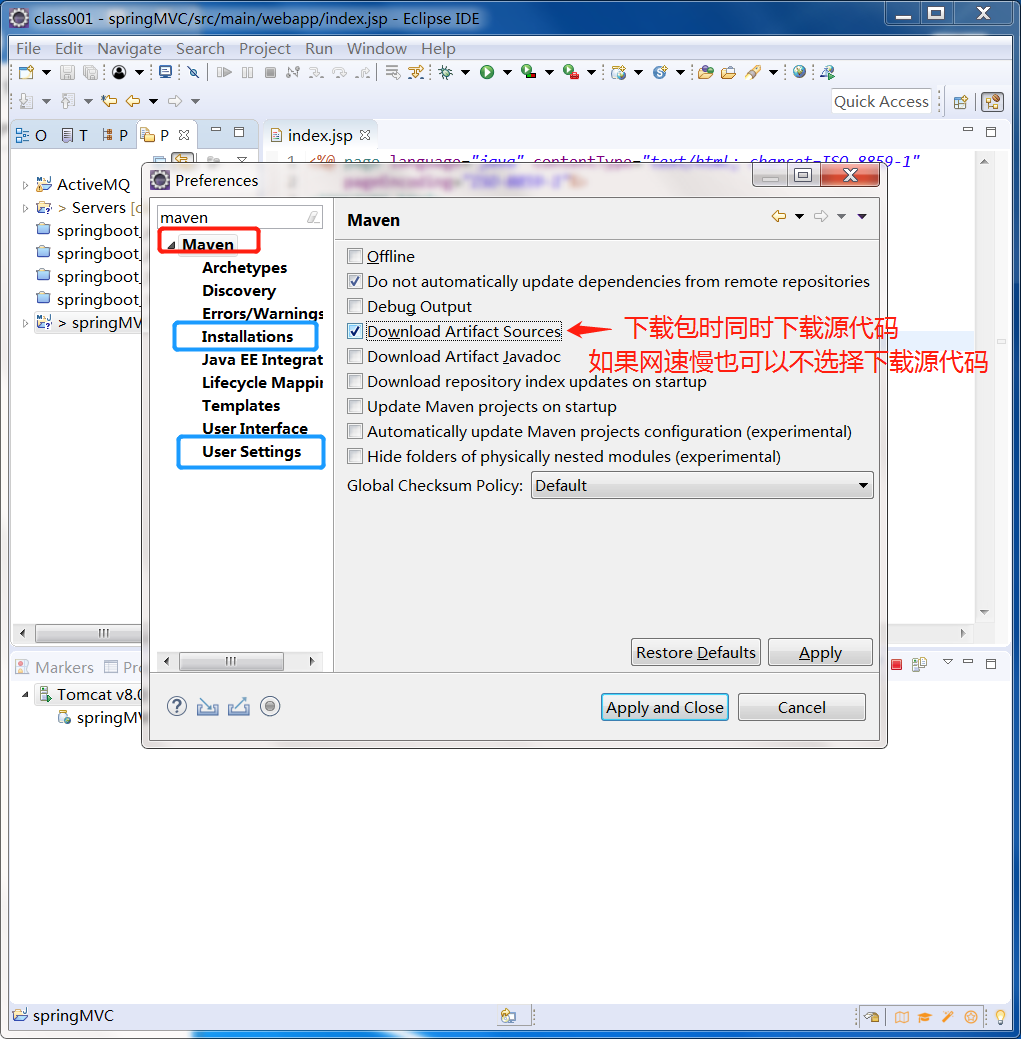 class001 - springMVC/src/main/webapp/index.jsp - Eclipse IDE
File Edit Navigate Search Project Run Window Help
Quick Access
O T P P index.jsp
1 <%@ page language="java" contentType="text/html; charset=ISO-8859-1"
2 pageEncoding="ISO-8859-1"%>
ActiveMQ
> Servers
springboot_
springboot_
springboot_
springboot_
> springMV
Preferences
maven
Maven
Archetypes
Discovery
Errors/Warnings
Installations
Java EE Integrat
Lifecycle Mappin
Templates
User Interface
User Settings
Maven
Offline
Do not automatically update dependencies from remote repositories
Debug Output
Download Artifact Sources
下载包时同时下载源代码
Download Artifact Javadoc
如果网速慢也可以不选择下载源代码
Download repository index updates on startup
Update Maven projects on startup
Automatically update Maven projects configuration (experimental)
Hide folders of physically nested modules (experimental)
Global Checksum Policy: Default
Restore Defaults Apply
Apply and Close Cancel
Markers Pr
Tomcat v8.0
springMV
springMVC